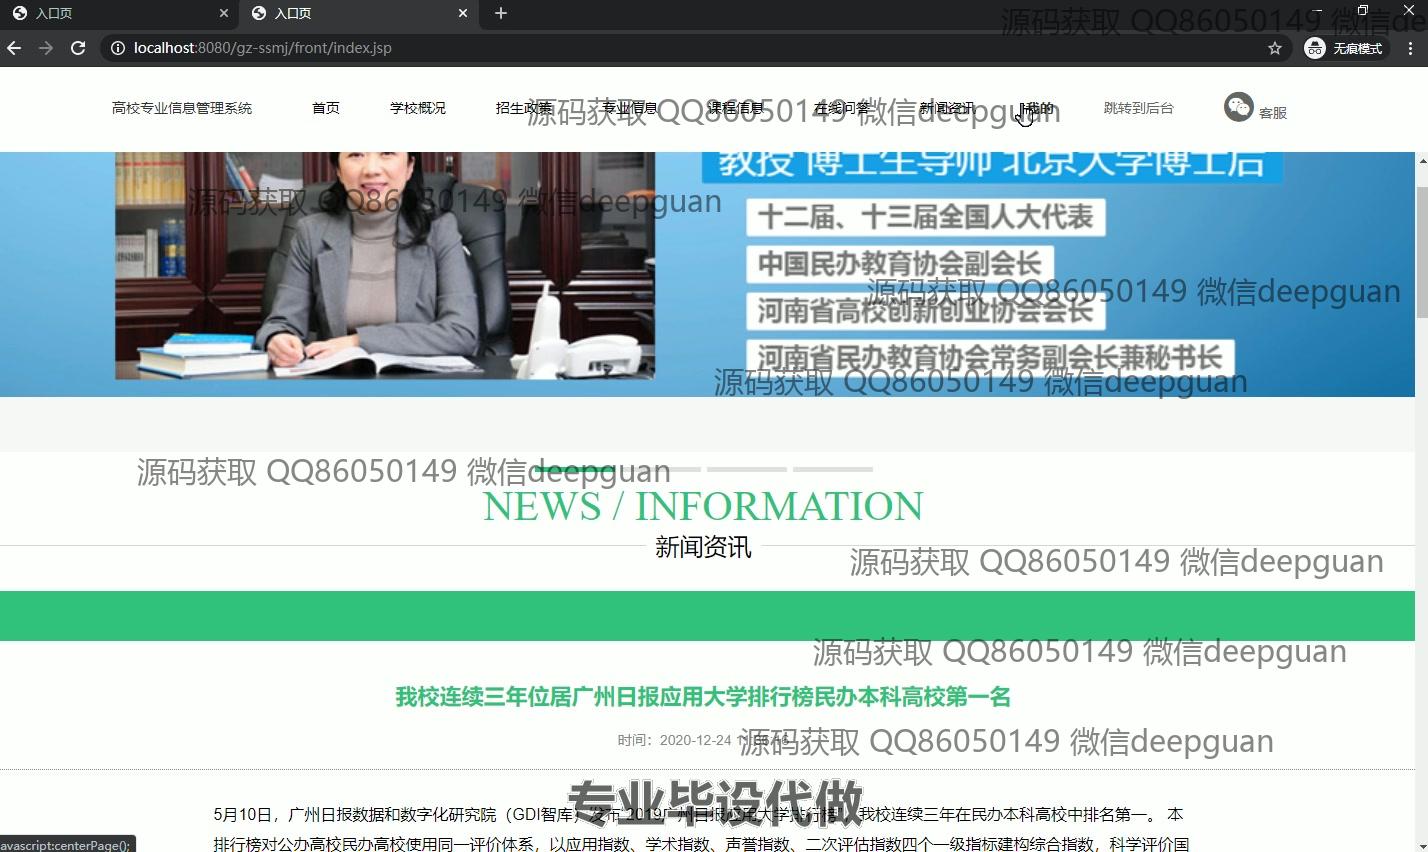 入口页
入口页
源码获取 QQ86050149 微信de
localhost:8080/gz-ssmj/front/index.jsp
无痕模式
高校专业信息管理系统 首页 学校概况 招生政策 专业信息 课程信息 在线问答 新闻资讯 我的 跳转到后台 客服
源码获取 QQ86050149 微信deepguan
教授 博士生导师 北京大学博士后
源码获取 QQ86050149 微信deepguan
十二届、十三届全国人大代表
中国民办教育协会副会长
源码获取 QQ86050149 微信deepguan
河南省高校创新创业协会会长
河南省民办教育协会常务副会长兼秘书长
源码获取 QQ86050149 微信deepguan
源码获取 QQ86050149 微信deepguan
NEWS / INFORMATION
新闻资讯
源码获取 QQ86050149 微信deepguan
源码获取 QQ86050149 微信deepguan
我校连续三年位居广州日报应用大学排行榜民办本科高校第一名
时间：2020-12-24
源码获取 QQ86050149 微信deepguan
专业毕设代做
5月10日，广州日报数据和数字化研究院（GDI智库）发布“2019广州日报应用大学排行榜”，我校连续三年在民办本科高校中排名第一。 本
排行榜对公办高校民办高校使用同一评价体系，以应用指数、学术指数、声誉指数、二次评估指数四个一级指标建构综合指数，科学评价国
avascript:centerPage();